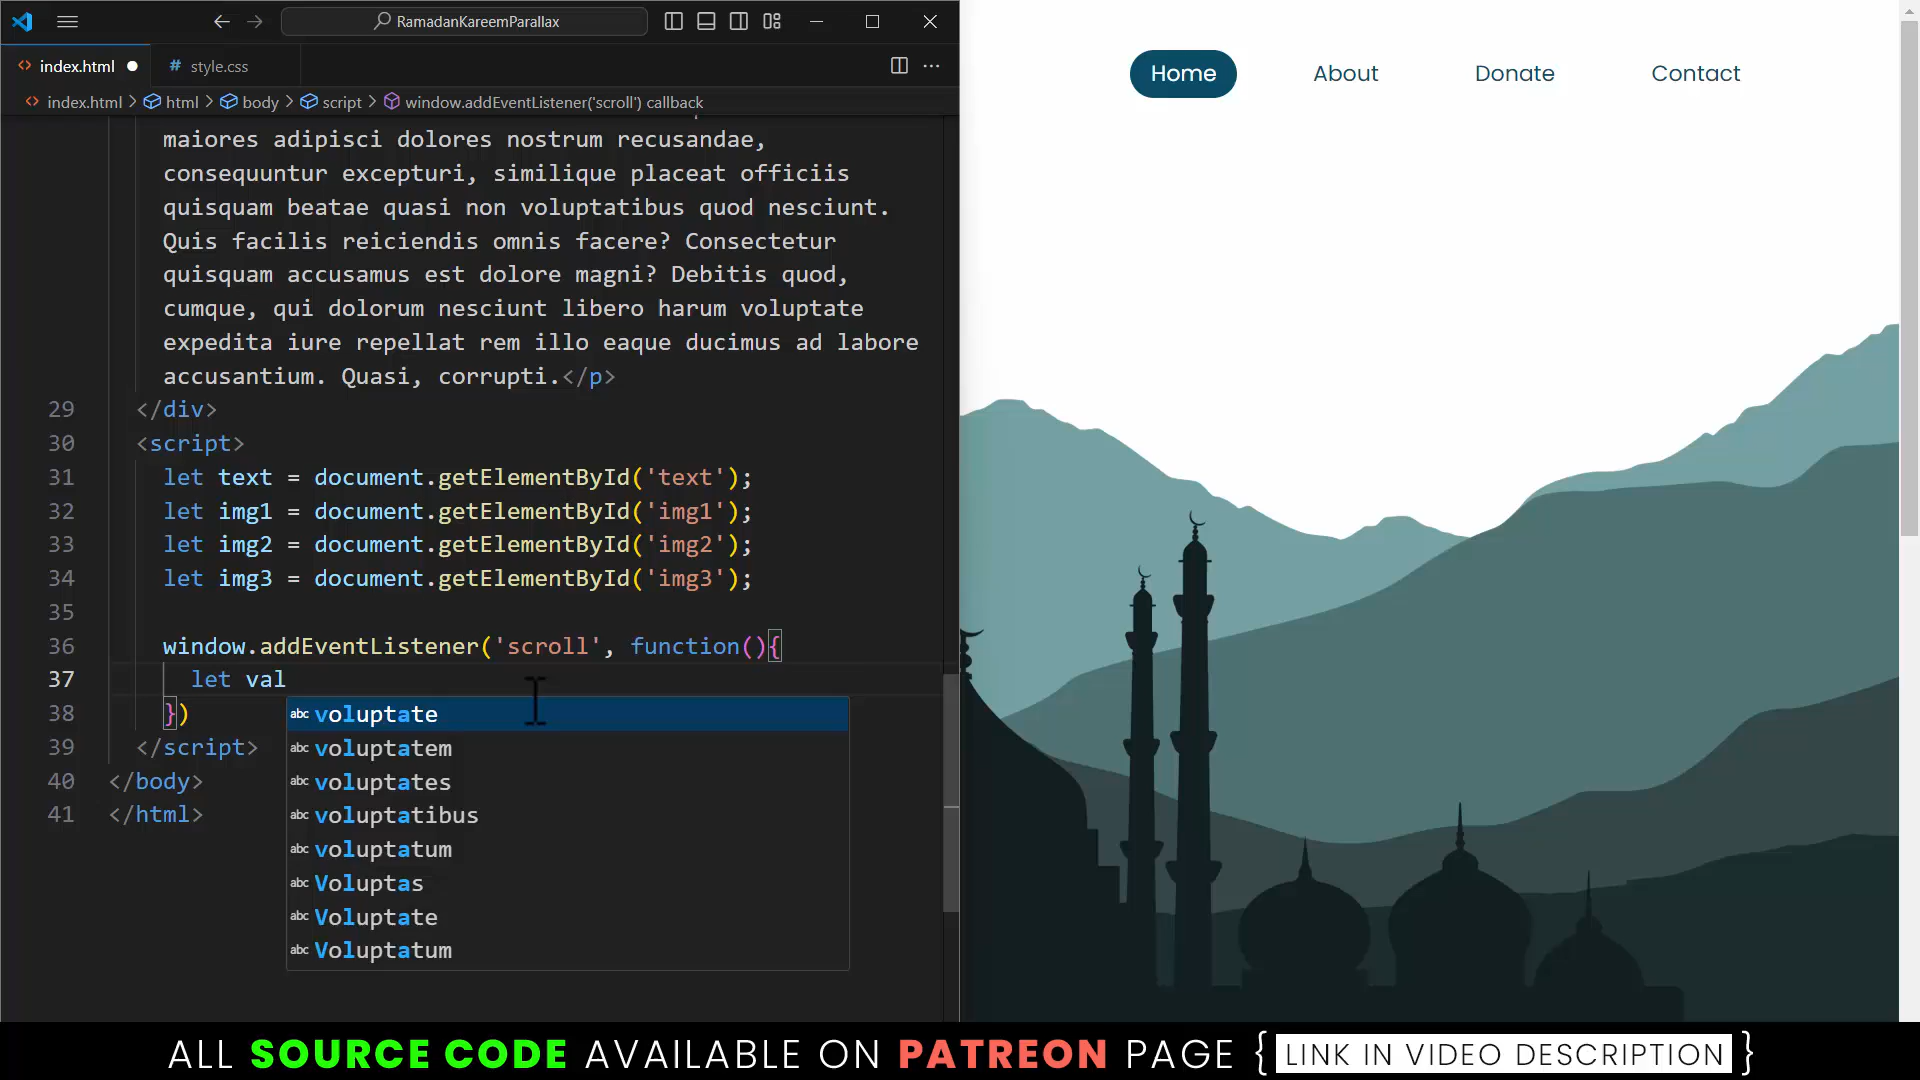 RamadanKareemParallax
index.html
# style.css
index.html > html > body > script > window.addEventListener('scroll') callback
maiores adipisci dolores nostrum recusandae,
consequuntur excepturi, similique placeat officiis
quisquam beatae quasi non voluptatibus quod nesciunt.
Quis facilis reiciendis omnis facere? Consectetur
quisquam accusamus est dolore magni? Debitis quod,
cumque, qui dolorum nesciunt libero harum voluptate
expedita iure repellat rem illo eaque ducimus ad labore
accusantium. Quasi, corrupti.</p>
29 </div>
30 <script>
31 let text = document.getElementById('text');
32 let img1 = document.getElementById('img1');
33 let img2 = document.getElementById('img2');
34 let img3 = document.getElementById('img3');
35
36 window.addEventListener('scroll', function(){
37 let val
38 })
39 </script>
40 </body>
41 </html>
abc voluptate
abc voluptatem
abc voluptates
abc voluptatibus
abc voluptatum
abc Voluptas
abc Voluptate
abc Voluptatum
Home About Donate Contact
ALL SOURCE CODE AVAILABLE ON PATREON PAGE { LINK IN VIDEO DESCRIPTION }